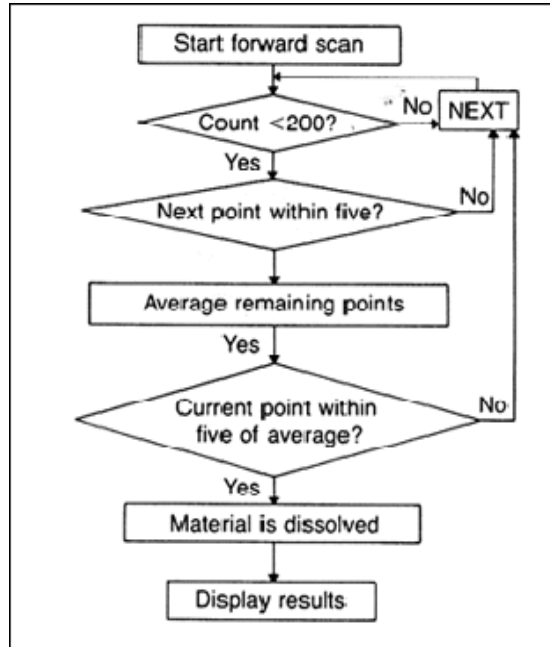 Start forward scan
Count <200?
No
NEXT
Yes
Next point within five?
No
Average remaining points
Yes
Current point within
five of average?
No
Yes
Material is dissolved
Display results